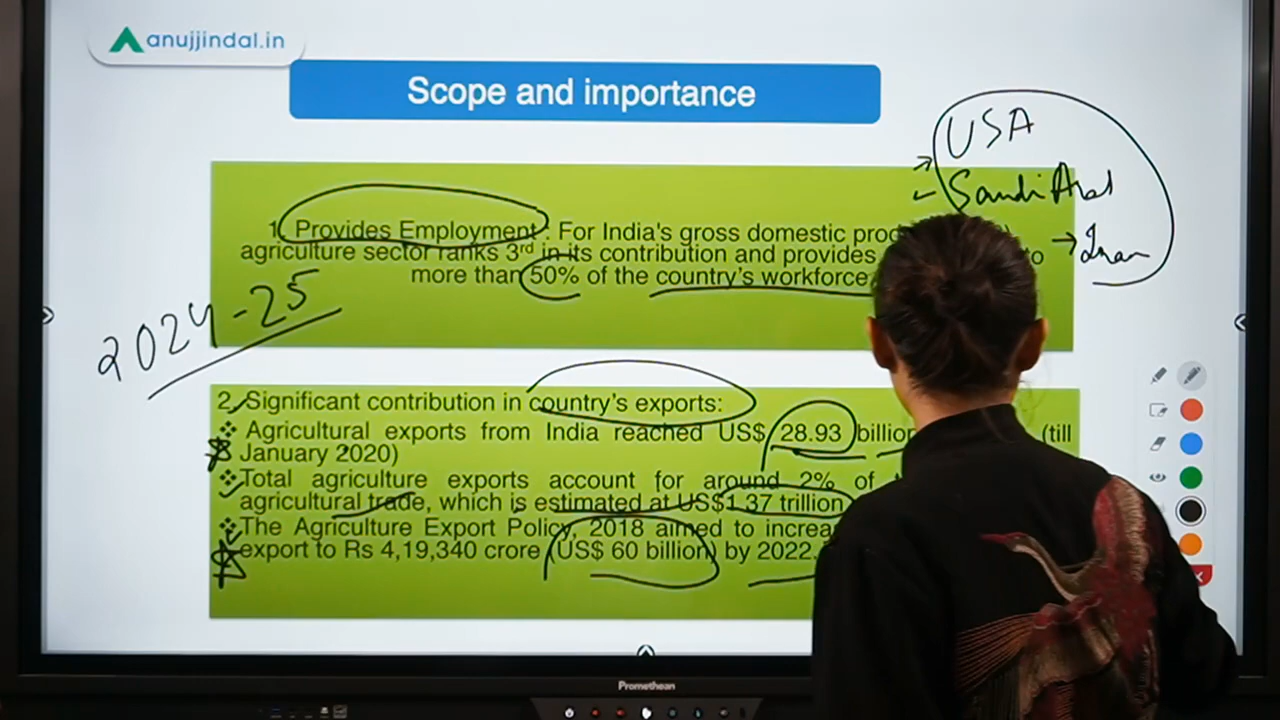 anujjindal.in
Scope and importance
USA
Saudi Arab
Iran
1. Provides Employment : For India's gross domestic
agriculture sector ranks 3rd in its contribution and provides to
more than 50% of the country's workforce
2024-25
2. Significant contribution in country's exports:
Agricultural exports from India reached US$ 28.93 billion (till
January 2020)
Total agriculture exports account for around 2% of
agricultural trade, which is estimated at US$1.37 trillion
The Agriculture Export Policy, 2018 aimed to
export to Rs 4,19,340 crore (US$ 60 billion) by 2022.
Promethean